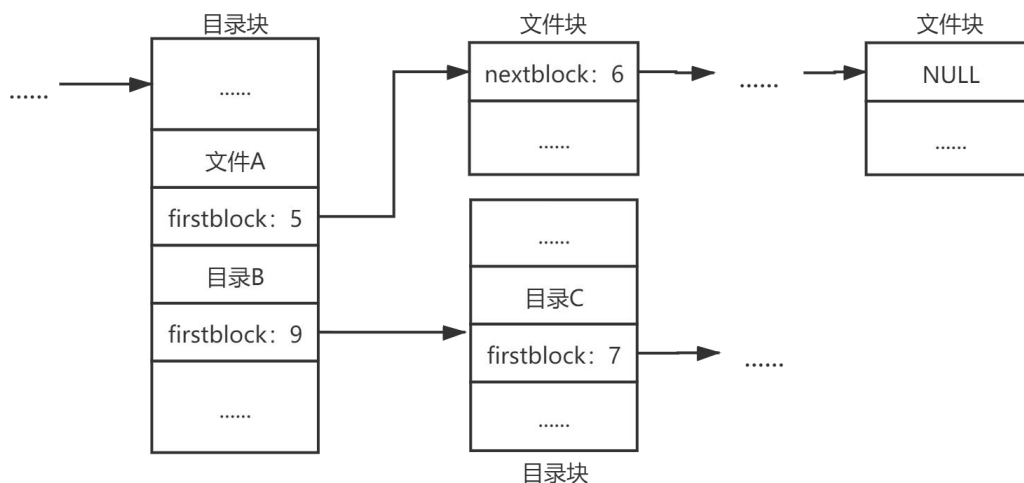 目录块
......
文件A
firstblock：5
目录B
firstblock：9
......
......
文件块
nextblock：6
......
......
文件块
NULL
......
......
目录C
firstblock：7
......
......
目录块